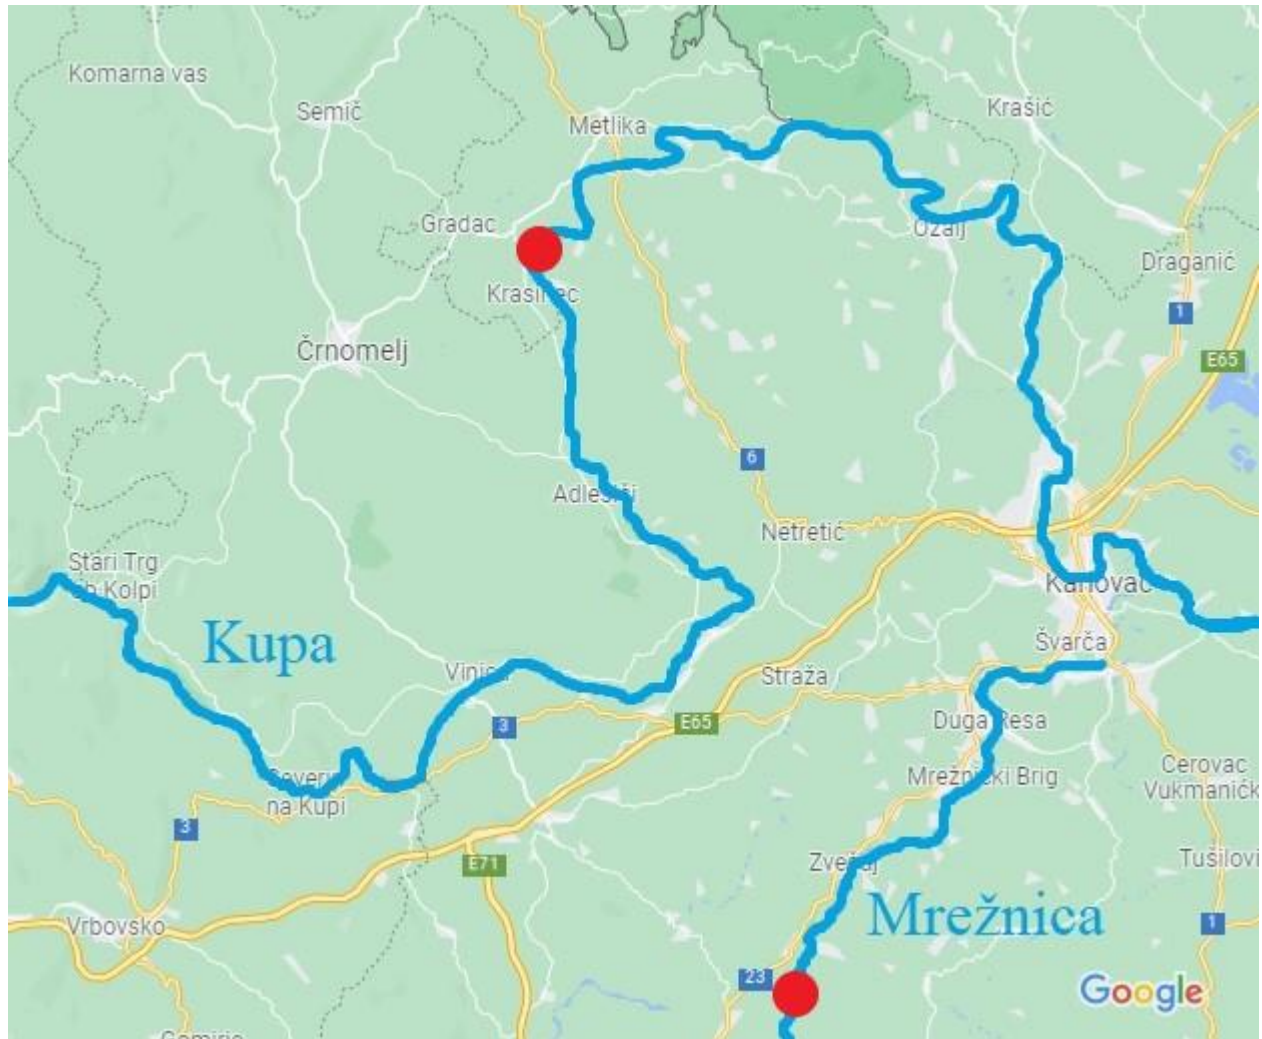 Komarna vas
Semič
Metlika
Krašić
Gradac
Ozalj
Draganić
Krasinec
1
Črnomelj
E65
6
Adlešiči
Netretić
Stari Trg
ob Kolpi
Karlovac
Kupa
Švarča
Vinica
Straža
3
E65
Duga Resa
Severin
na Kupi
Mrežnički Brig
Cerovac
Vukmanićk
3
E71
Zvečaj
Tušilovi
Vrbovsko
Mrežnica
1
23
Google